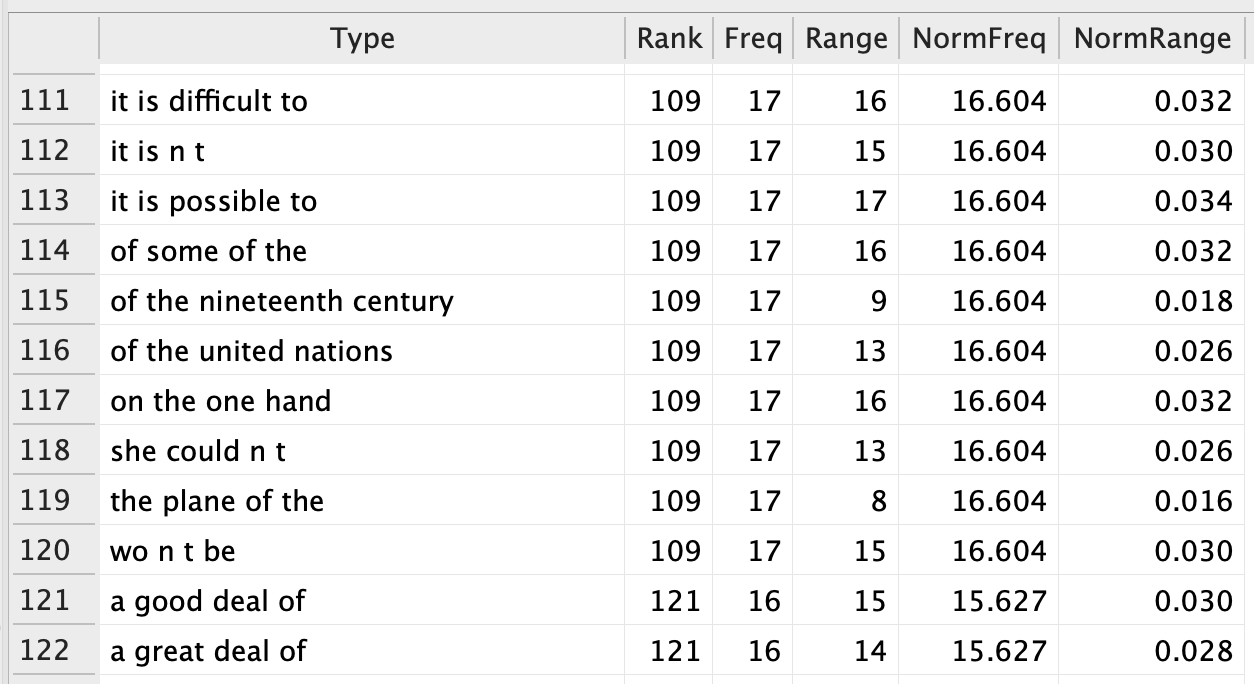 Type Rank Freq Range NormFreq NormRange
111 it is difficult to 109 17 16 16.604 0.032
112 it is n t 109 17 15 16.604 0.030
113 it is possible to 109 17 17 16.604 0.034
114 of some of the 109 17 16 16.604 0.032
115 of the nineteenth century 109 17 9 16.604 0.018
116 of the united nations 109 17 13 16.604 0.026
117 on the one hand 109 17 16 16.604 0.032
118 she could n t 109 17 13 16.604 0.026
119 the plane of the 109 17 8 16.604 0.016
120 wo n t be 109 17 15 16.604 0.030
121 a good deal of 121 16 15 15.627 0.030
122 a great deal of 121 16 14 15.627 0.028